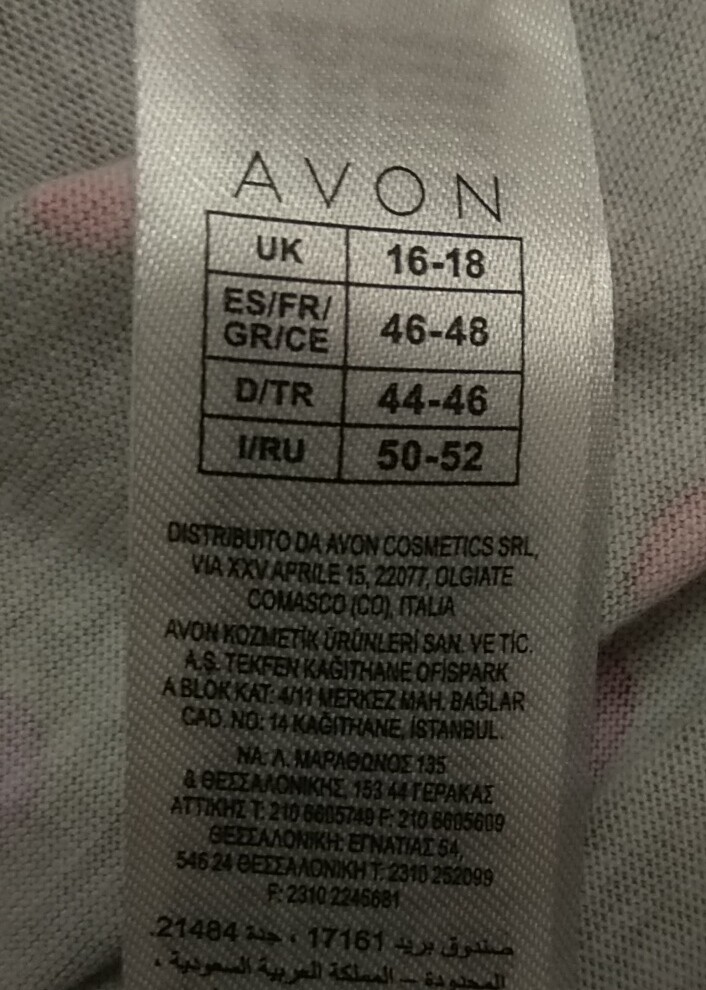 AVON
UK 16-18
ES/FR/ 46-48
GR/CE
D/TR 44-46
I/RU 50-52
DISTRIBUITO DA AVON COSMETICS SRL,
VIA XXV APRILE 15, 22077, OLGIATE
COMASCO (CO), ITALIA
AVON KOZMETİK ÜRÜNLERİ SAN. VE TİC.
A.Ş. TEKFEN KAĞITHANE OFİSPARK
A BLOK KAT: 4/11 MERKEZ MAH. BAĞLAR
CAD. NO: 14 KAĞITHANE, İSTANBUL.
ΝΑ: Λ. ΜΑΡΑΘΩΝΟΣ 135
& ΘΕΣΣΑΛΟΝΙΚΗΣ, 153 44 ΓΕΡΑΚΑΣ
ΑΤΤΙΚΗΣ Τ: 210 6605749 F: 210 6605609
ΘΕΣΣΑΛΟΝΙΚΗ: ΕΓΝΑΤΙΑΣ 54,
546 24 ΘΕΣΣΑΛΟΝΙΚΗ Τ: 2310 252099
F: 2310 2245681
صندوق بريد 17161 ، جدة 21484.
المحدودة – المملكة العربية السعودية ،